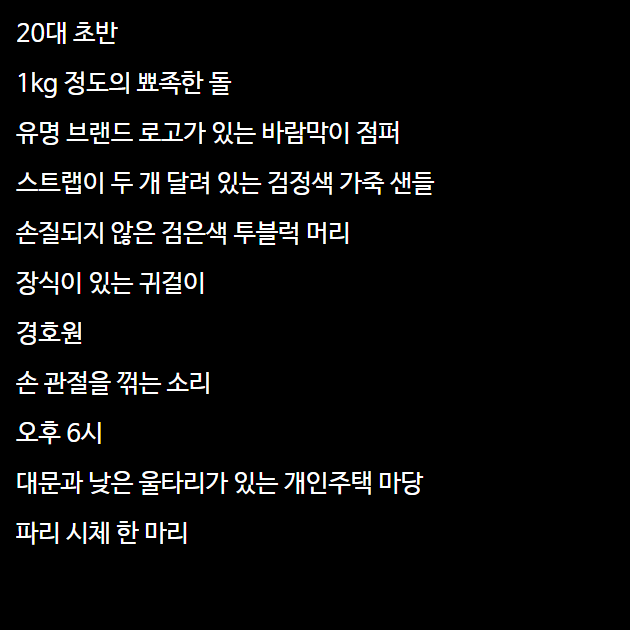 20대 초반
1kg 정도의 뾰족한 돌
유명 브랜드 로고가 있는 바람막이 점퍼
스트랩이 두 개 달려 있는 검정색 가죽 샌들
손질되지 않은 검은색 투블럭 머리
장식이 있는 귀걸이
경호원
손 관절을 꺾는 소리
오후 6시
대문과 낮은 울타리가 있는 개인주택 마당
파리 시체 한 마리